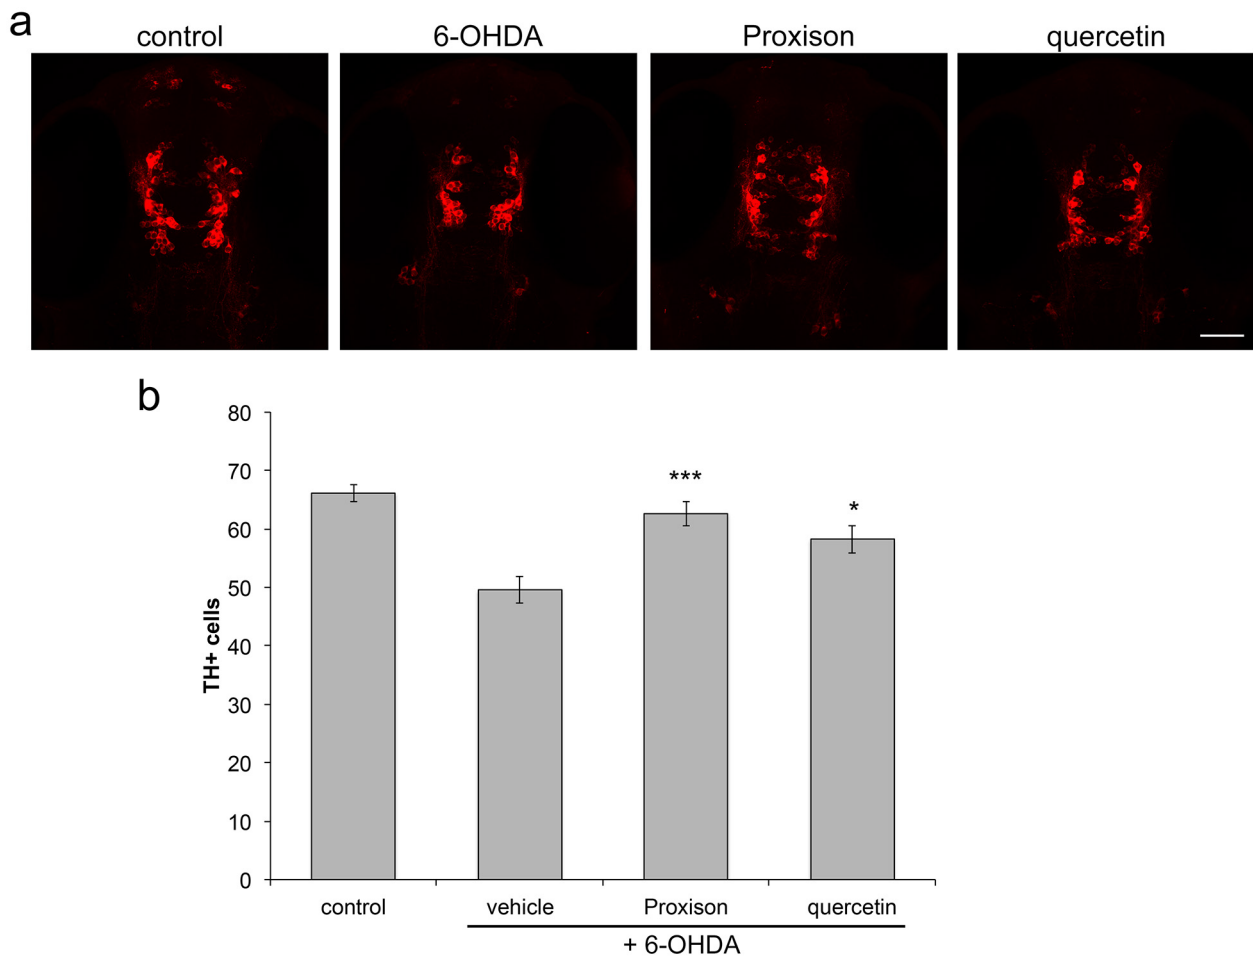 a
control 6-OHDA Proxison quercetin
b
80
70
60
50
40
30
20
10
0
TH+ cells
***
*
control vehicle Proxison quercetin
+ 6-OHDA